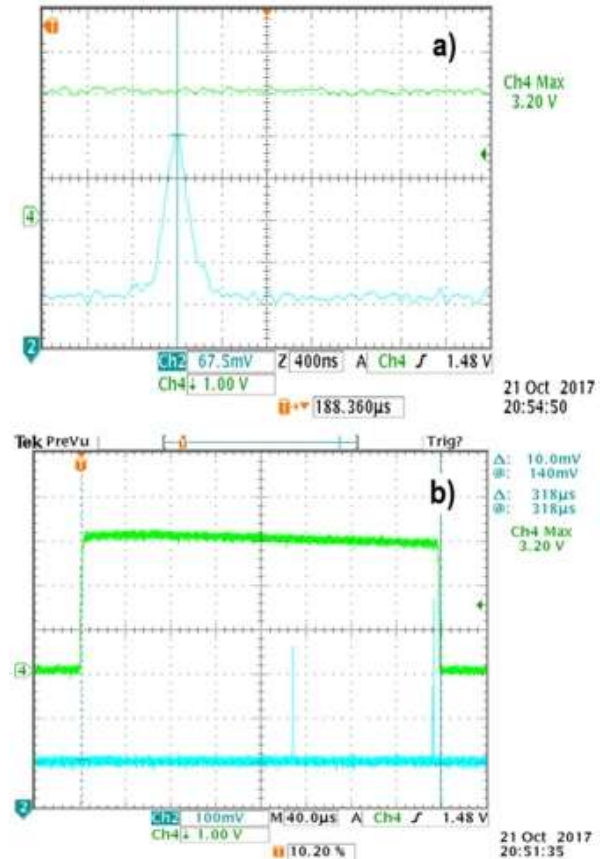 a)
Ch4 Max
3.20 V
4
2
Ch2 67.5mV Z 400ns A Ch4 ʃ 1.48 V
Ch4 1.00 V
188.360µs
21 Oct 2017
20:54:50
Tek PreVu Trig?
b)
Δ: 10.0mV
@: 140mV
Δ: 318µs
@: 318µs
Ch4 Max
3.20 V
4
2
Ch2 100mV M 40.0µs A Ch4 ʃ 1.48 V
Ch4 1.00 V
10.20 %
21 Oct 2017
20:51:35